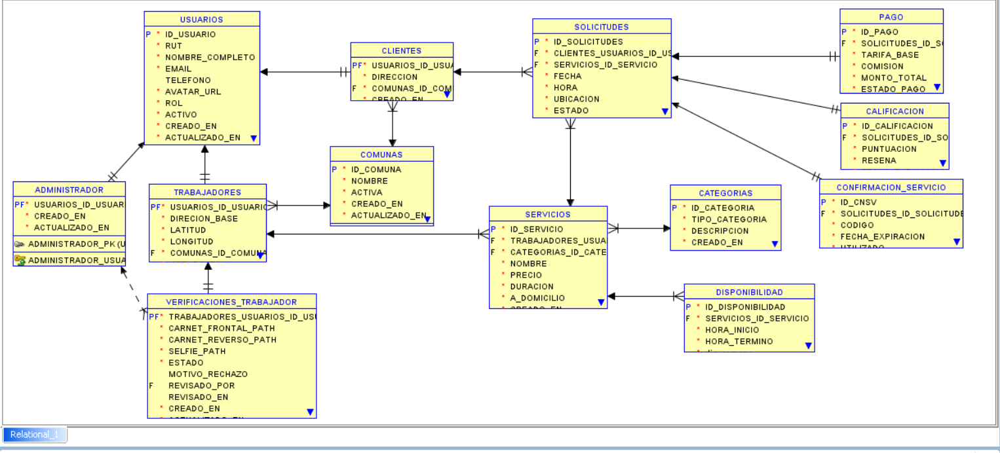 USUARIOS
P * ID_USUARIO
* RUT
* NOMBRE_COMPLETO
* EMAIL
TELEFONO
* AVATAR_URL
* ROL
* ACTIVO
* CREADO_EN
* ACTUALIZADO_EN
CLIENTES
PF* USUARIOS_ID_USUA
* DIRECCION
F * COMUNAS_ID_COM
* CREADO_EN
SOLICITUDES
P * ID_SOLICITUDES
F * CLIENTES_USUARIOS_ID_US
F * SERVICIOS_ID_SERVICIO
* FECHA
* HORA
* UBICACION
* ESTADO
PAGO
P * ID_PAGO
F * SOLICITUDES_ID_S
* TARIFA_BASE
* COMISION
* MONTO_TOTAL
* ESTADO_PAGO
CALIFICACION
P * ID_CALIFICACION
F * SOLICITUDES_ID_SO
* PUNTUACION
* RESENA
COMUNAS
P * ID_COMUNA
* NOMBRE
* ACTIVA
* CREADO_EN
* ACTUALIZADO_EN
ADMINISTRADOR
PF* USUARIOS_ID_USUAR
* CREADO_EN
* ACTUALIZADO_EN
ADMINISTRADOR_PK (U
ADMINISTRADOR_USUA
TRABAJADORES
PF* USUARIOS_ID_USUARIO
* DIRECION_BASE
* LATITUD
* LONGITUD
F * COMUNAS_ID_COMUNA
SERVICIOS
P * ID_SERVICIO
F * TRABAJADORES_USUA
F * CATEGORIAS_ID_CATE
* NOMBRE
* PRECIO
* DURACION
* A_DOMICILIO
* CREADO_EN
CATEGORIAS
P * ID_CATEGORIA
* TIPO_CATEGORIA
* DESCRIPCION
* CREADO_EN
CONFIRMACION_SERVICIO
P * ID_CNSV
F * SOLICITUDES_ID_SOLICITUDE
* CODIGO
* FECHA_EXPIRACION
* UTILIZADO
VERIFICACIONES_TRABAJADOR
PF* TRABAJADORES_USUARIOS_ID_USU
* CARNET_FRONTAL_PATH
* CARNET_REVERSO_PATH
* SELFIE_PATH
* ESTADO
MOTIVO_RECHAZO
F REVISADO_POR
REVISADO_EN
* CREADO_EN
* ACTUALIZADO_EN
DISPONIBILIDAD
P * ID_DISPONIBILIDAD
F * SERVICIOS_ID_SERVICIO
* HORA_INICIO
* HORA_TERMINO
Relational_1